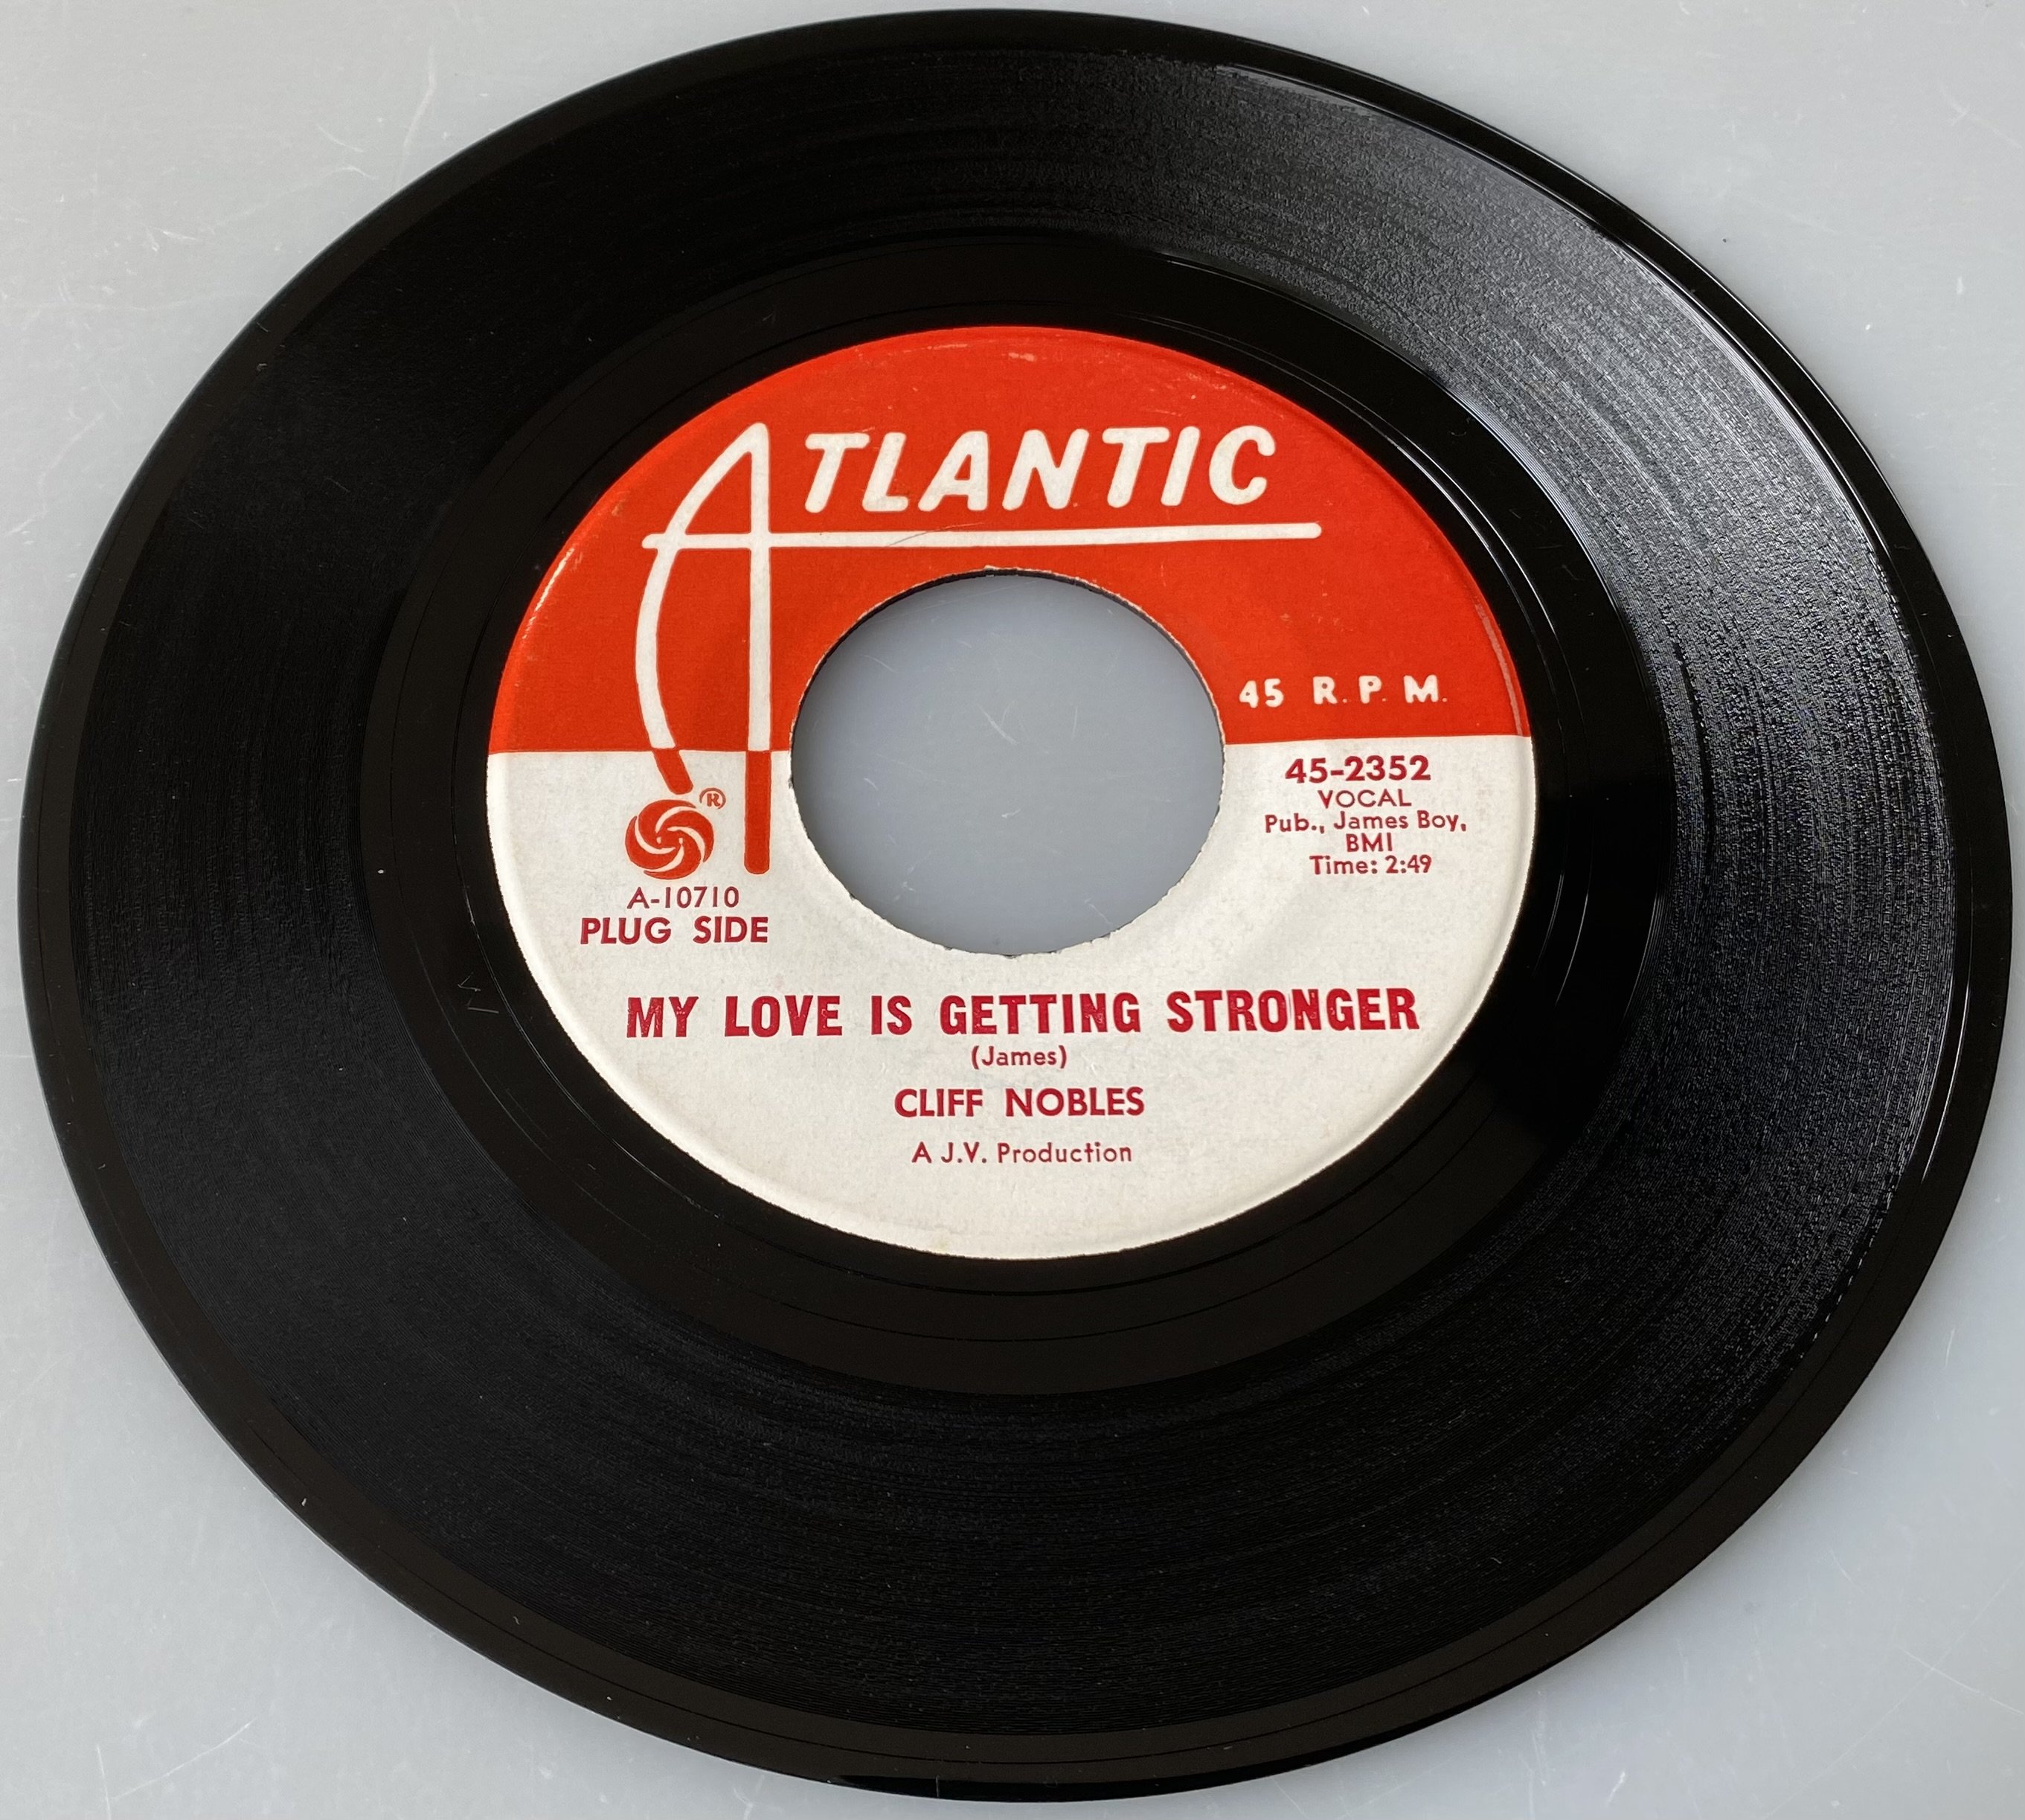 ATLANTIC
45 R.P.M.
45-2352
VOCAL
Pub., James Boy,
BMI
Time: 2:49
®
A-10710
PLUG SIDE
MY LOVE IS GETTING STRONGER
(James)
CLIFF NOBLES
A J.V. Production